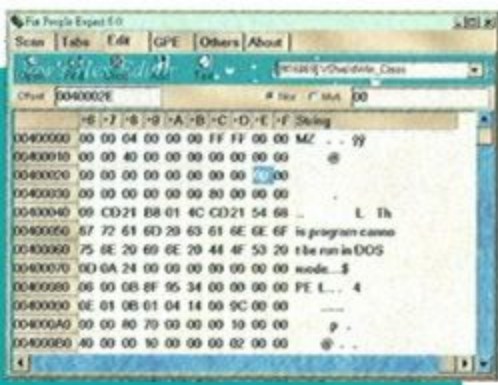 Fix People Expert 6.0
Scan Tabs Edit GPE Others About
Offset 0040002E Hex 00
+6 +7 +8 +9 +A +B +C +D +E +F String
00400000 00 00 04 00 00 00 FF FF 00 00 MZ . . ÿÿ
00400010 00 00 40 00 00 00 00 00 00 00 @
00400020 00 00 00 00 00 00 00 00 00 00
00400030 00 00 00 00 00 00 80 00 00 00 .
00400040 09 CD 21 B8 01 4C CD 21 54 68 .. L Th
00400050 67 72 61 6D 20 63 61 6E 6E 6F is program canno
00400060 75 6E 20 69 6E 20 44 4F 53 20 t be run in DOS
00400070 0D 0A 24 00 00 00 00 00 00 00 mode...$
00400080 06 00 0B 8F 95 34 00 00 00 00 PE L... 4
00400090 0E 01 0B 01 04 14 00 9C 00 00 .....
004000A0 00 00 80 70 00 00 00 10 00 00 p .
004000B0 40 00 00 10 00 00 00 02 00 00 @ . .